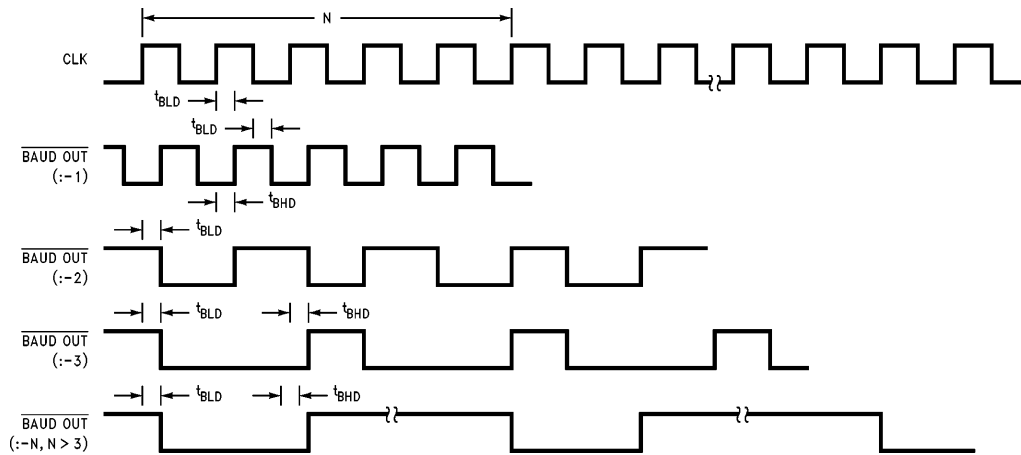 N
CLK
tBLD
tBLD
BAUD OUT
(:-1)
tBHD
tBLD
BAUD OUT
(:-2)
tBLD
tBHD
BAUD OUT
(:-3)
tBLD
tBHD
BAUD OUT
(:-N, N > 3)